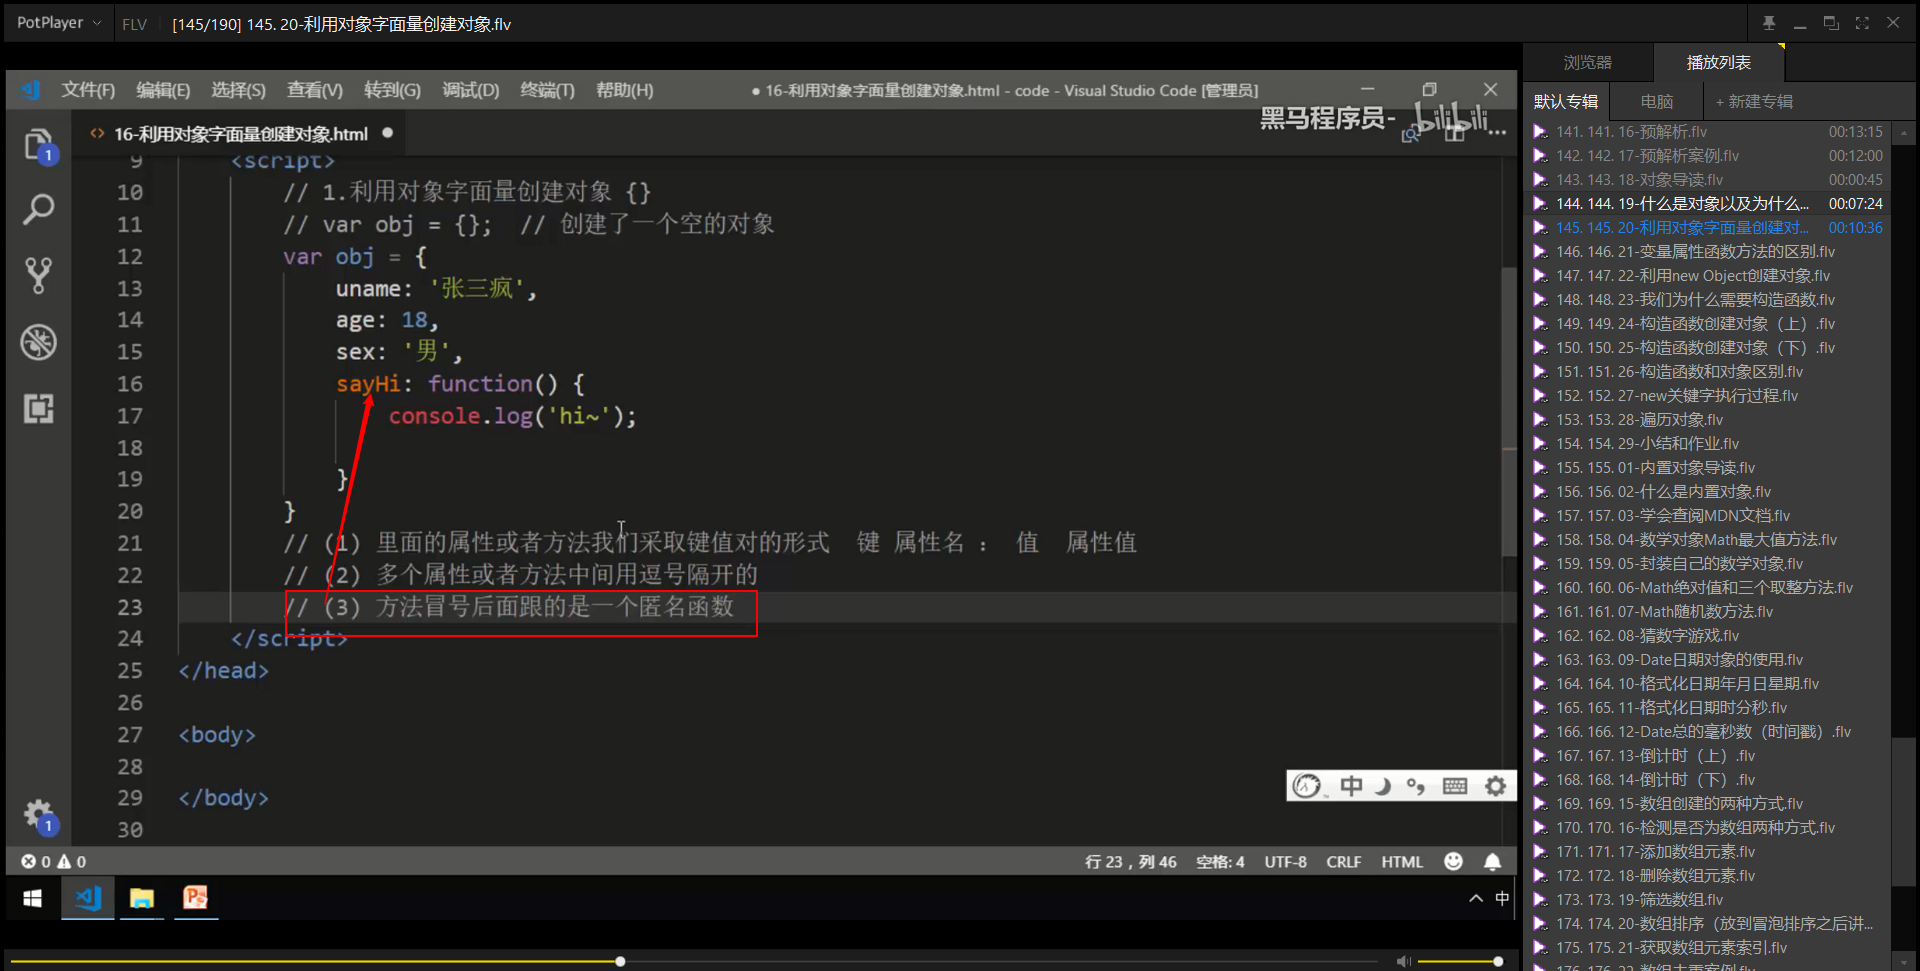 PotPlayer FLV [145/190] 145. 20-利用对象字面量创建对象.flv
文件(F) 编辑(E) 选择(S) 查看(V) 转到(G) 调试(D) 终端(T) 帮助(H) ● 16-利用对象字面量创建对象.html - code - Visual Studio Code [管理员]
黑马程序员- bilibili
<> 16-利用对象字面量创建对象.html ●
1
9 <script>
10 // 1.利用对象字面量创建对象 {}
11 // var obj = {};  // 创建了一个空的对象
12 var obj = {
13 uname: '张三疯',
14 age: 18,
15 sex: '男',
16 sayHi: function() {
17 console.log('hi~');
18
19 }
20 }
21 // (1) 里面的属性或者方法我们采取键值对的形式  键 属性名 :  值  属性值
22 // (2) 多个属性或者方法中间用逗号隔开的
23 // (3) 方法冒号后面跟的是一个匿名函数
24 </script>
25 </head>
26
27 <body>
28
29 </body>
30
1
中
0 0 行 23，列 46 空格: 4 UTF-8 CRLF HTML
中
浏览器 播放列表
默认专辑 电脑 + 新建专辑
141. 141. 16-预解析.flv 00:13:15
142. 142. 17-预解析案例.flv 00:12:00
143. 143. 18-对象导读.flv 00:00:45
144. 144. 19-什么是对象以及为什么... 00:07:24
145. 145. 20-利用对象字面量创建对... 00:10:36
146. 146. 21-变量属性函数方法的区别.flv
147. 147. 22-利用new Object创建对象.flv
148. 148. 23-我们为什么需要构造函数.flv
149. 149. 24-构造函数创建对象（上）.flv
150. 150. 25-构造函数创建对象（下）.flv
151. 151. 26-构造函数和对象区别.flv
152. 152. 27-new关键字执行过程.flv
153. 153. 28-遍历对象.flv
154. 154. 29-小结和作业.flv
155. 155. 01-内置对象导读.flv
156. 156. 02-什么是内置对象.flv
157. 157. 03-学会查阅MDN文档.flv
158. 158. 04-数学对象Math最大值方法.flv
159. 159. 05-封装自己的数学对象.flv
160. 160. 06-Math绝对值和三个取整方法.flv
161. 161. 07-Math随机数方法.flv
162. 162. 08-猜数字游戏.flv
163. 163. 09-Date日期对象的使用.flv
164. 164. 10-格式化日期年月日星期.flv
165. 165. 11-格式化日期时分秒.flv
166. 166. 12-Date总的毫秒数（时间戳）.flv
167. 167. 13-倒计时（上）.flv
168. 168. 14-倒计时（下）.flv
169. 169. 15-数组创建的两种方式.flv
170. 170. 16-检测是否为数组两种方式.flv
171. 171. 17-添加数组元素.flv
172. 172. 18-删除数组元素.flv
173. 173. 19-筛选数组.flv
174. 174. 20-数组排序（放到冒泡排序之后讲...
175. 175. 21-获取数组元素索引.flv